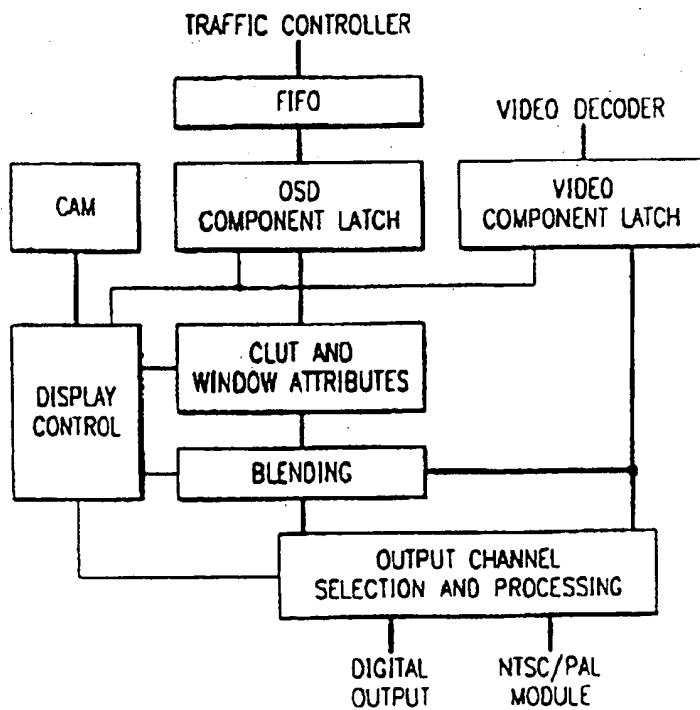 TRAFFIC CONTROLLER
FIFO
VIDEO DECODER
CAM
OSD
COMPONENT LATCH
VIDEO
COMPONENT LATCH
DISPLAY
CONTROL
CLUT AND
WINDOW ATTRIBUTES
BLENDING
OUTPUT CHANNEL
SELECTION AND PROCESSING
DIGITAL
OUTPUT
NTSC/PAL
MODULE